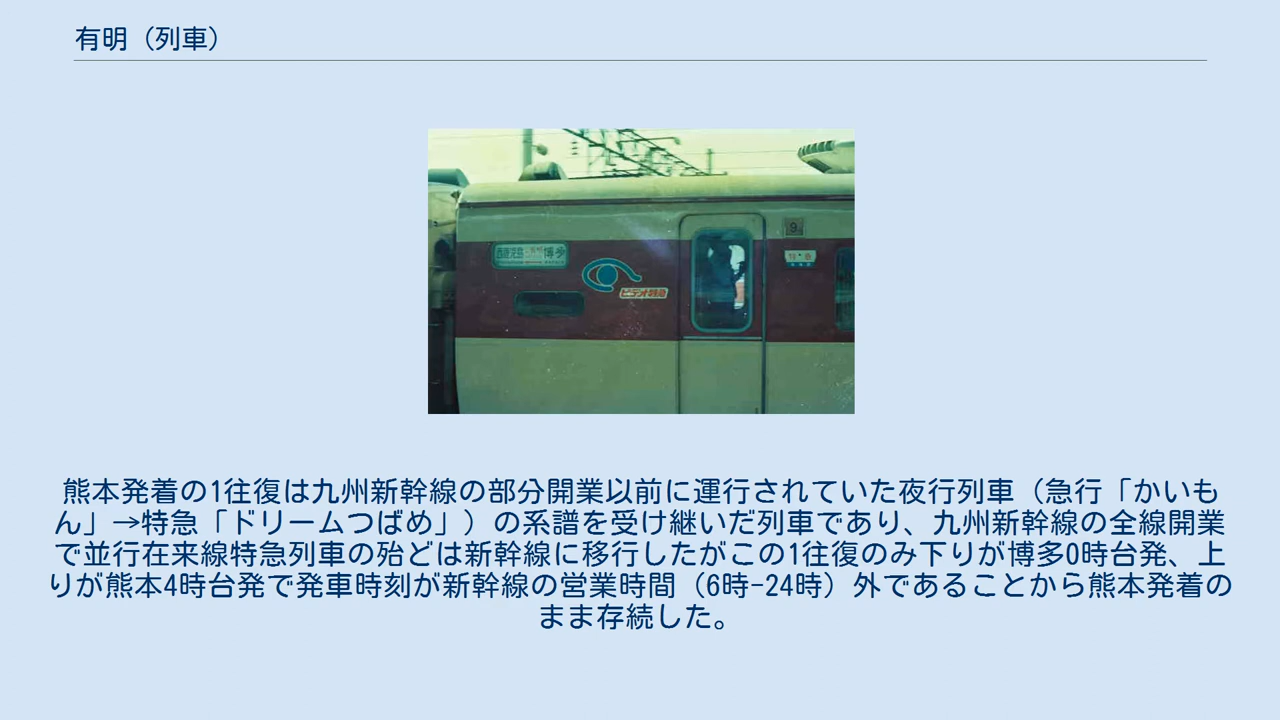 有明（列車）
9
西鹿児島
博多
ビデオ特急
特急
熊本発着の1往復は九州新幹線の部分開業以前に運行されていた夜行列車（急行「かいも
ん」→特急「ドリームつばめ」）の系譜を受け継いだ列車であり、九州新幹線の全線開業
で並行在来線特急列車の殆どは新幹線に移行したがこの1往復のみ下りが博多0時台発、上
りが熊本4時台発で発車時刻が新幹線の営業時間（6時-24時）外であることから熊本発着の
まま存続した。